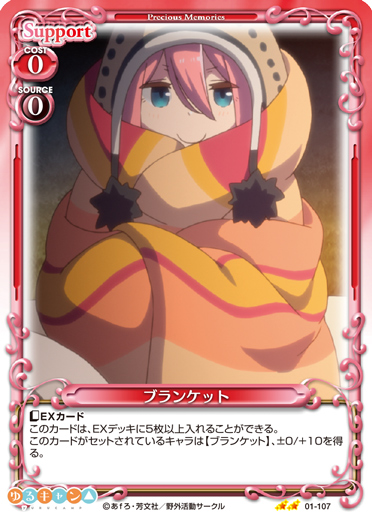 Precious Memories
Support
COST
0
SOURCE
0
ブランケット
EXカード
このカードは、EXデッキに5枚以上入れることができる。
このカードがセットされているキャラは【ブランケット】、±0/+10を得
る。
ゆるキャン△
©あfろ・芳文社／野外活動サークル
01-107